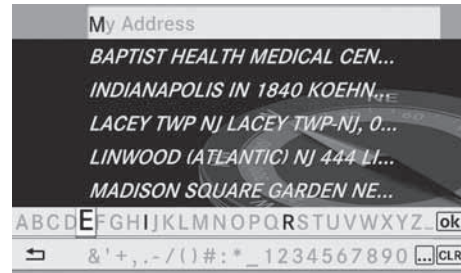 My Address
BAPTIST HEALTH MEDICAL CEN...
INDIANAPOLIS IN 1840 KOEHN...
LACEY TWP NJ LACEY TWP-NJ, 0...
LINWOOD (ATLANTIC) NJ 444 LI...
MADISON SQUARE GARDEN NE...
ABCDEFGHIJKLMNOPQRSTUVWXYZ_ ok
&'+,.-/()#:*_1234567890 ... CLR